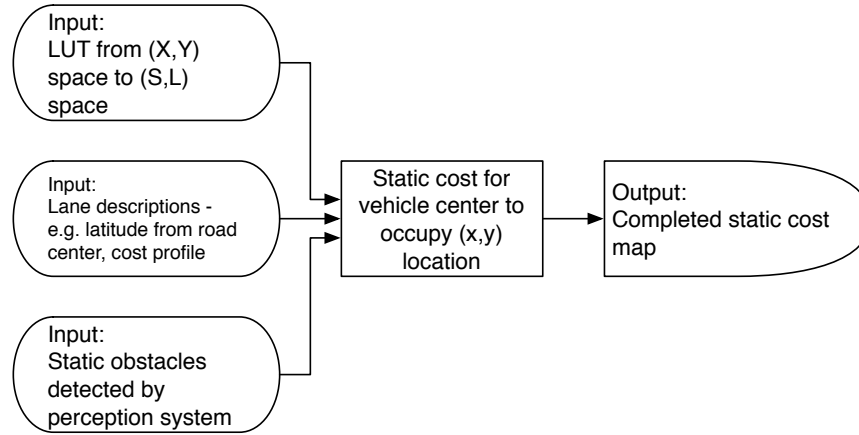 Input:
LUT from (X,Y)
space to (S,L)
space
Input:
Lane descriptions -
e.g. latitude from road
center, cost profile
Input:
Static obstacles
detected by
perception system
Static cost for
vehicle center to
occupy (x,y)
location
Output:
Completed static cost
map